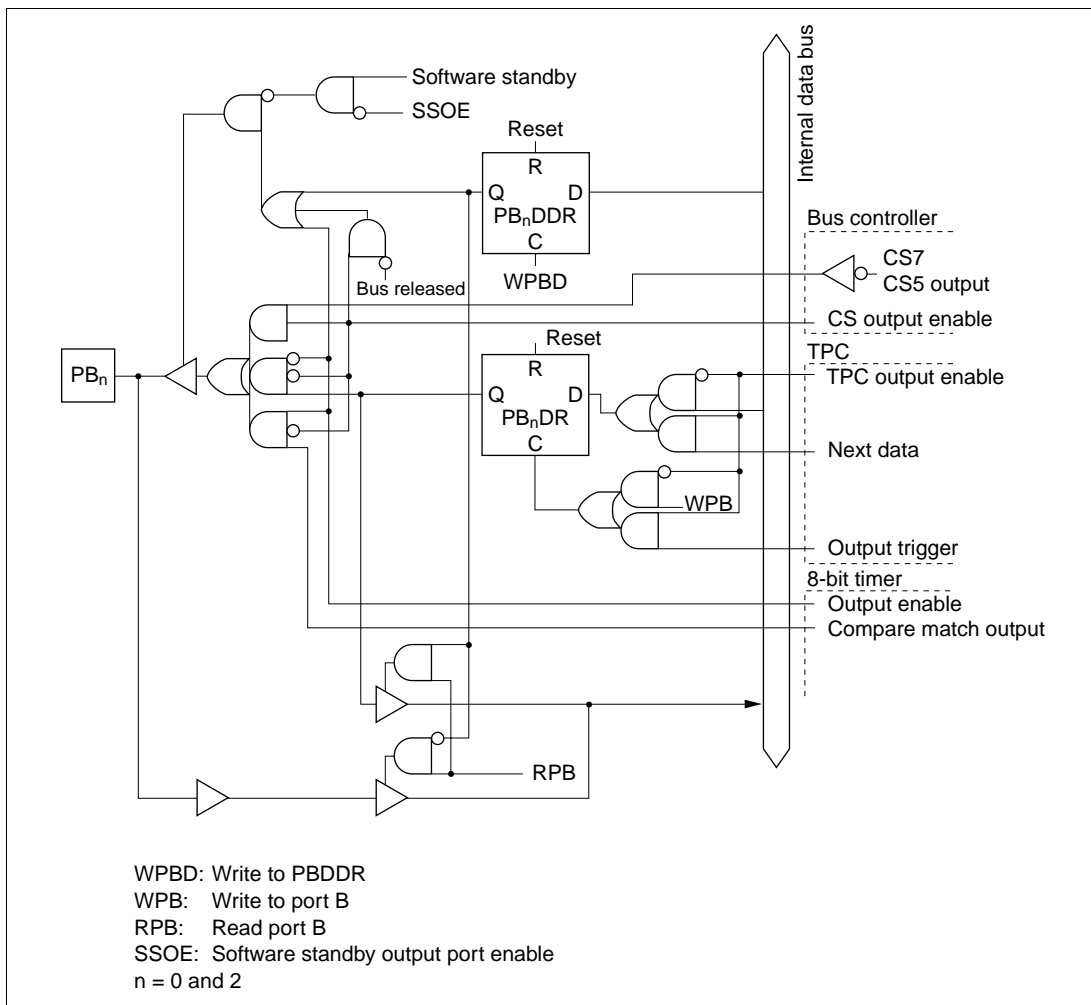 Software standby
SSOE
Internal data bus
Reset
R
Q
D
PBnDDR
C
WPBD
Bus released
Bus controller
CS7
CS5 output
CS output enable
PBn
Reset
R
Q
D
PBnDR
C
TPC
TPC output enable
Next data
WPB
Output trigger
8-bit timer
Output enable
Compare match output
RPB
WPBD: Write to PBDDR
WPB: Write to port B
RPB: Read port B
SSOE: Software standby output port enable
n = 0 and 2